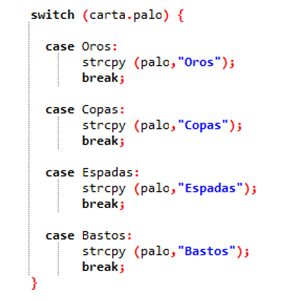 switch (carta.palo) {
case Oros:
strcpy (palo,"Oros");
break;
case Copas:
strcpy (palo,"Copas");
break;
case Espadas:
strcpy (palo,"Espadas");
break;
case Bastos:
strcpy (palo,"Bastos");
break;
}